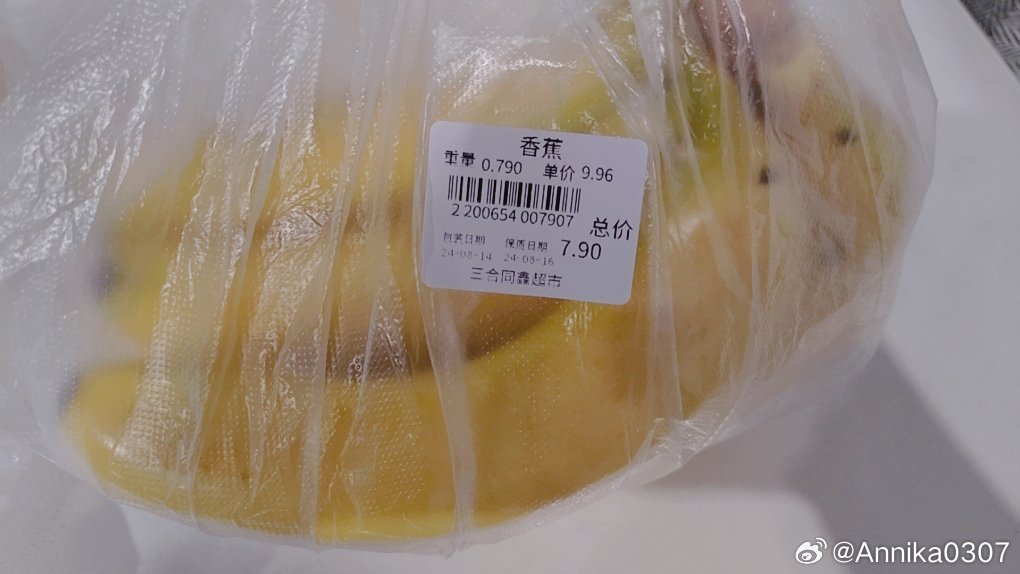 香蕉
重量 0.790 单价 9.96
2 200654 007907
总价
包装日期 保质日期 7.90
24-08-14 24-08-16
三合同鑫超市
@Annika0307